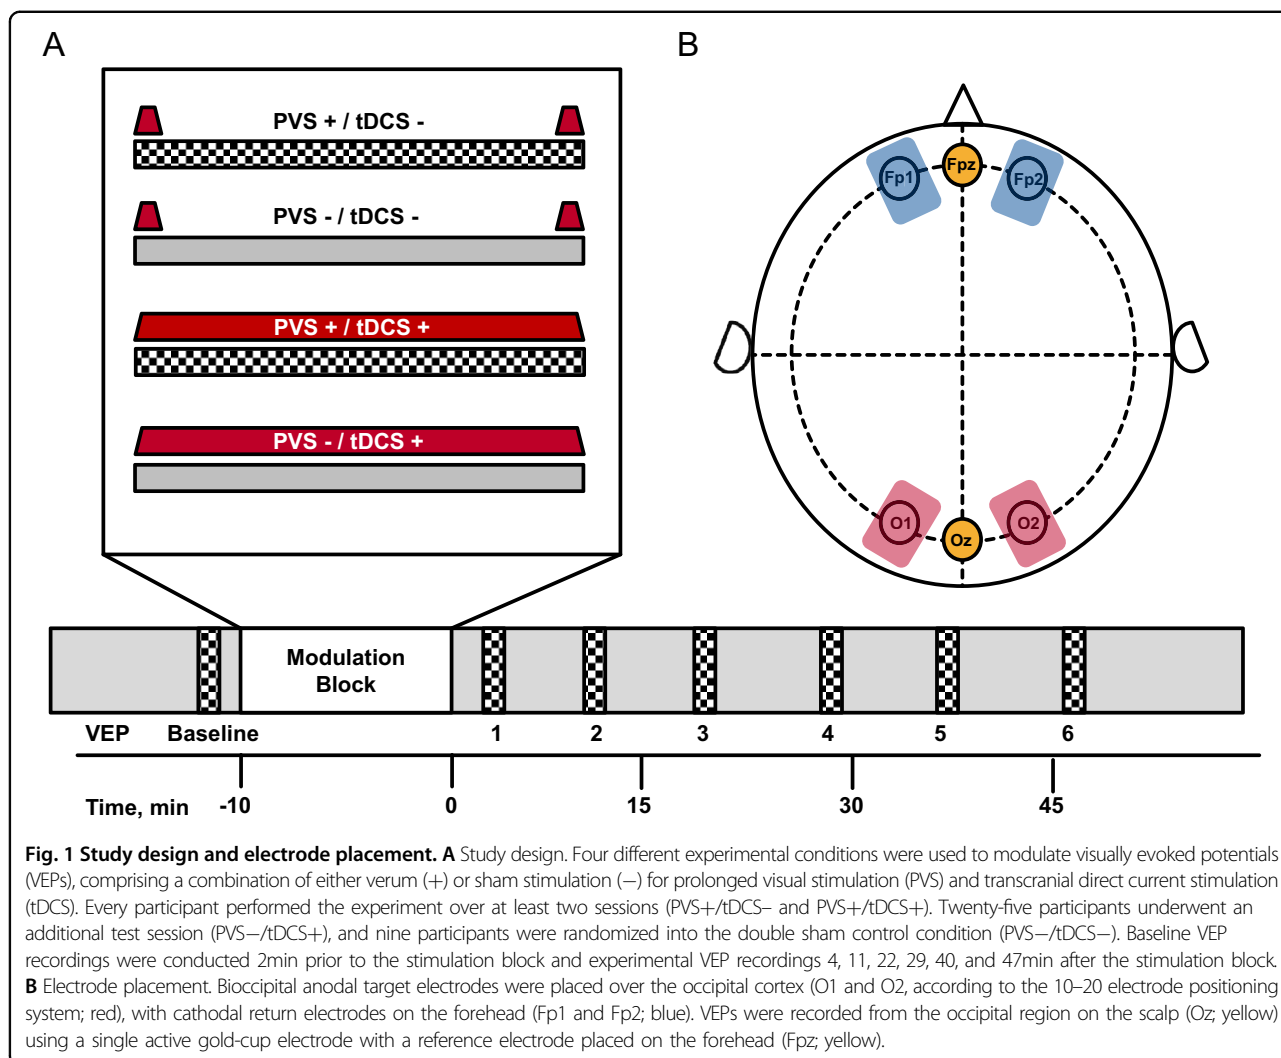 A
B
PVS + / tDCS -
PVS - / tDCS -
PVS + / tDCS +
PVS - / tDCS +
Fp1
Fpz
Fp2
O1
Oz
O2
Modulation
Block
VEP Baseline 1 2 3 4 5 6
Time, min -10 0 15 30 45
Fig. 1 Study design and electrode placement. A Study design. Four different experimental conditions were used to modulate visually evoked potentials
(VEPs), comprising a combination of either verum (+) or sham stimulation (−) for prolonged visual stimulation (PVS) and transcranial direct current stimulation
(tDCS). Every participant performed the experiment over at least two sessions (PVS+/tDCS– and PVS+/tDCS+). Twenty-five participants underwent an
additional test session (PVS−/tDCS+), and nine participants were randomized into the double sham control condition (PVS−/tDCS−). Baseline VEP
recordings were conducted 2min prior to the stimulation block and experimental VEP recordings 4, 11, 22, 29, 40, and 47min after the stimulation block.
B Electrode placement. Bioccipital anodal target electrodes were placed over the occipital cortex (O1 and O2, according to the 10–20 electrode positioning
system; red), with cathodal return electrodes on the forehead (Fp1 and Fp2; blue). VEPs were recorded from the occipital region on the scalp (Oz; yellow)
using a single active gold-cup electrode with a reference electrode placed on the forehead (Fpz; yellow).